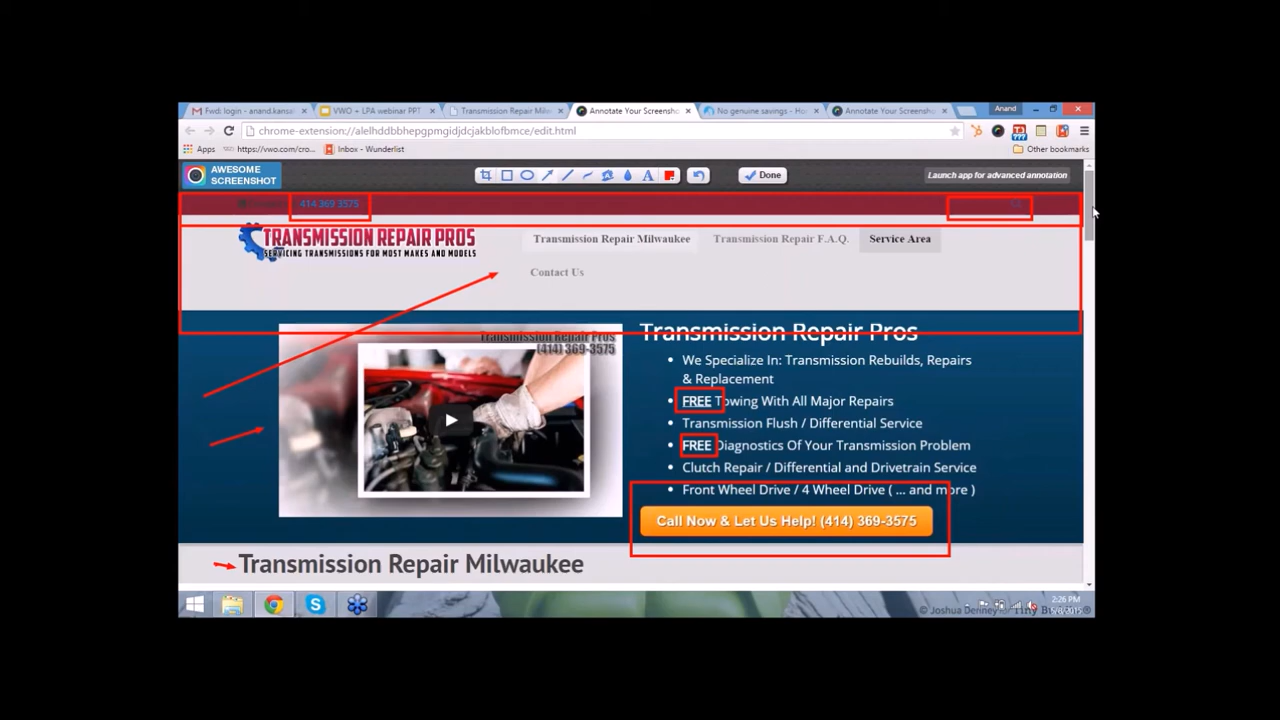 Fwd: login - anand.kansal
VWO + LPA webinar PPT
Transmission Repair Milw
Annotate Your Screensho
No genuine savings - Ho
Annotate Your Screensho
Anand
chrome-extension://alelhddbbhepgpmgidjdcjakblofbmce/edit.html
Apps
https://vwo.com/cro...
Inbox - Wunderlist
Other bookmarks
AWESOME
SCREENSHOT
Done
Launch app for advanced annotation
414 369 3575
TRANSMISSION REPAIR PROS
SERVICING TRANSMISSIONS FOR MOST MAKES AND MODELS
Transmission Repair Milwaukee
Transmission Repair F.A.Q.
Service Area
Contact Us
Transmission Repair Pros
(414) 369-3575
Transmission Repair Pros
We Specialize In: Transmission Rebuilds, Repairs
& Replacement
FREE Towing With All Major Repairs
Transmission Flush / Differential Service
FREE Diagnostics Of Your Transmission Problem
Clutch Repair / Differential and Drivetrain Service
Front Wheel Drive / 4 Wheel Drive ( ... and more )
Call Now & Let Us Help! (414) 369-3575
Transmission Repair Milwaukee
2:26 PM
© Joshua Denney